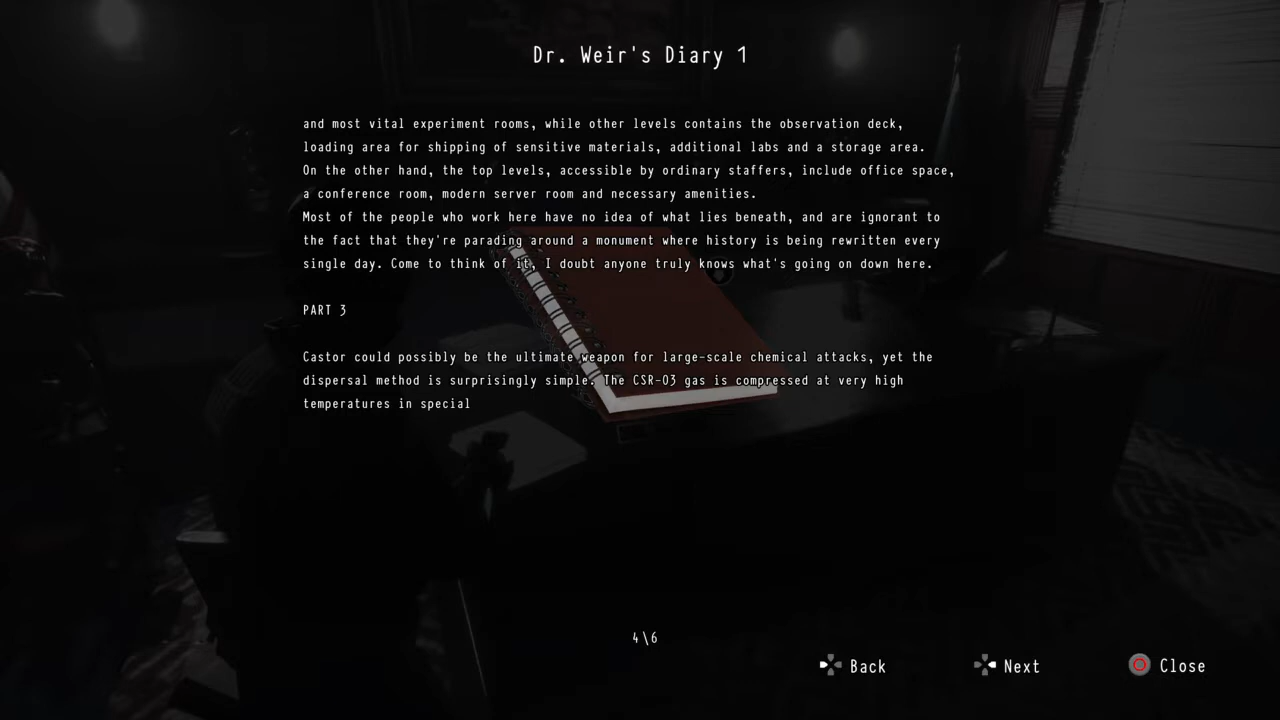 Dr. Weir's Diary 1
and most vital experiment rooms, while other levels contains the observation deck,
loading area for shipping of sensitive materials, additional labs and a storage area.
On the other hand, the top levels, accessible by ordinary staffers, include office space,
a conference room, modern server room and necessary amenities.
Most of the people who work here have no idea of what lies beneath, and are ignorant to
the fact that they're parading around a monument where history is being rewritten every
single day. Come to think of it, I doubt anyone truly knows what's going on down here.
PART 3
Castor could possibly be the ultimate weapon for large-scale chemical attacks, yet the
dispersal method is surprisingly simple. The CSR-03 gas is compressed at very high
temperatures in special
4\6
Back Next Close